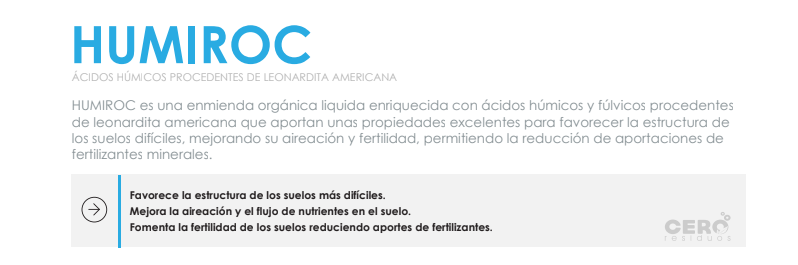 HUMIROC
ÁCIDOS HÚMICOS PROCEDENTES DE LEONARDITA AMERICANA
HUMIROC es una enmienda orgánica liquida enriquecida con ácidos húmicos y fúlvicos procedentes
de leonardita americana que aportan unas propiedades excelentes para favorecer la estructura de
los suelos difíciles, mejorando su aireación y fertilidad, permitiendo la reducción de aportaciones de
fertilizantes minerales.
Favorece la estructura de los suelos más difíciles.
Mejora la aireación y el flujo de nutrientes en el suelo.
Fomenta la fertilidad de los suelos reduciendo aportes de fertilizantes.
CERO
residuos